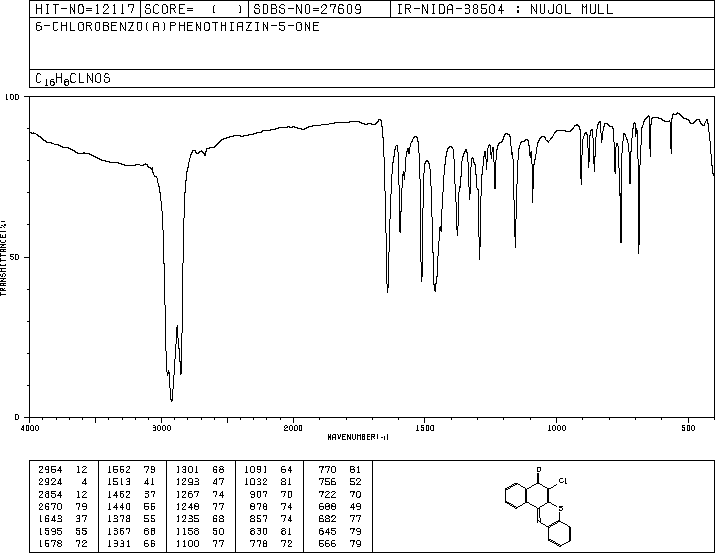 HIT-NO=12117 SCORE= ( ) SDBS-NO=27609 IR-NIDA-38504 : NUJOL MULL
6-CHLOROBENZO(A)PHENOTHIAZIN-5-ONE
C16H8CLNOS
100
50
0
TRANSMITTANCE(%)
4000 3000 2000 1500 1000 500
WAVENUMBER(-1)
2964 12 1562 79 1301 68 1091 64 770 81
2924 4 1513 41 1293 47 1032 81 756 52
2854 12 1462 37 1267 74 907 70 722 70
2670 79 1440 56 1248 77 878 74 688 49
1643 37 1378 55 1235 68 857 74 682 77
1595 55 1367 68 1158 50 830 81 645 79
1578 72 1331 66 1100 77 778 72 566 79
O
Cl
S
N